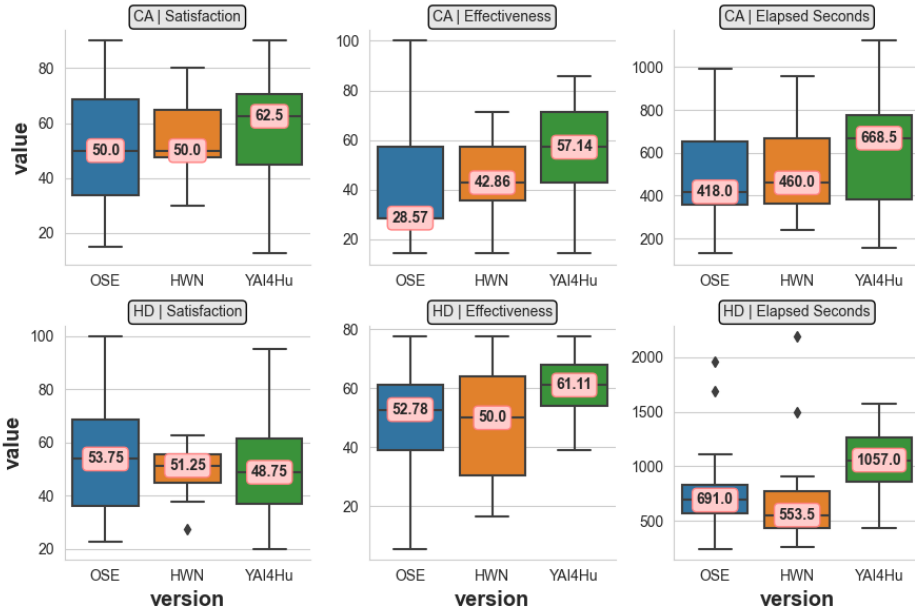 CA | Satisfaction
CA | Effectiveness
CA | Elapsed Seconds
value
80
60
40
20
50.0
50.0
62.5
OSE
HWN
YAI4Hu
100
80
60
40
20
28.57
42.86
57.14
OSE
HWN
YAI4Hu
1000
800
600
400
200
418.0
460.0
668.5
OSE
HWN
YAI4Hu
HD | Satisfaction
HD | Effectiveness
HD | Elapsed Seconds
value
100
80
60
40
20
53.75
51.25
48.75
OSE
HWN
YAI4Hu
version
80
60
40
20
52.78
50.0
61.11
OSE
HWN
YAI4Hu
version
2000
1500
1000
500
691.0
553.5
1057.0
OSE
HWN
YAI4Hu
version